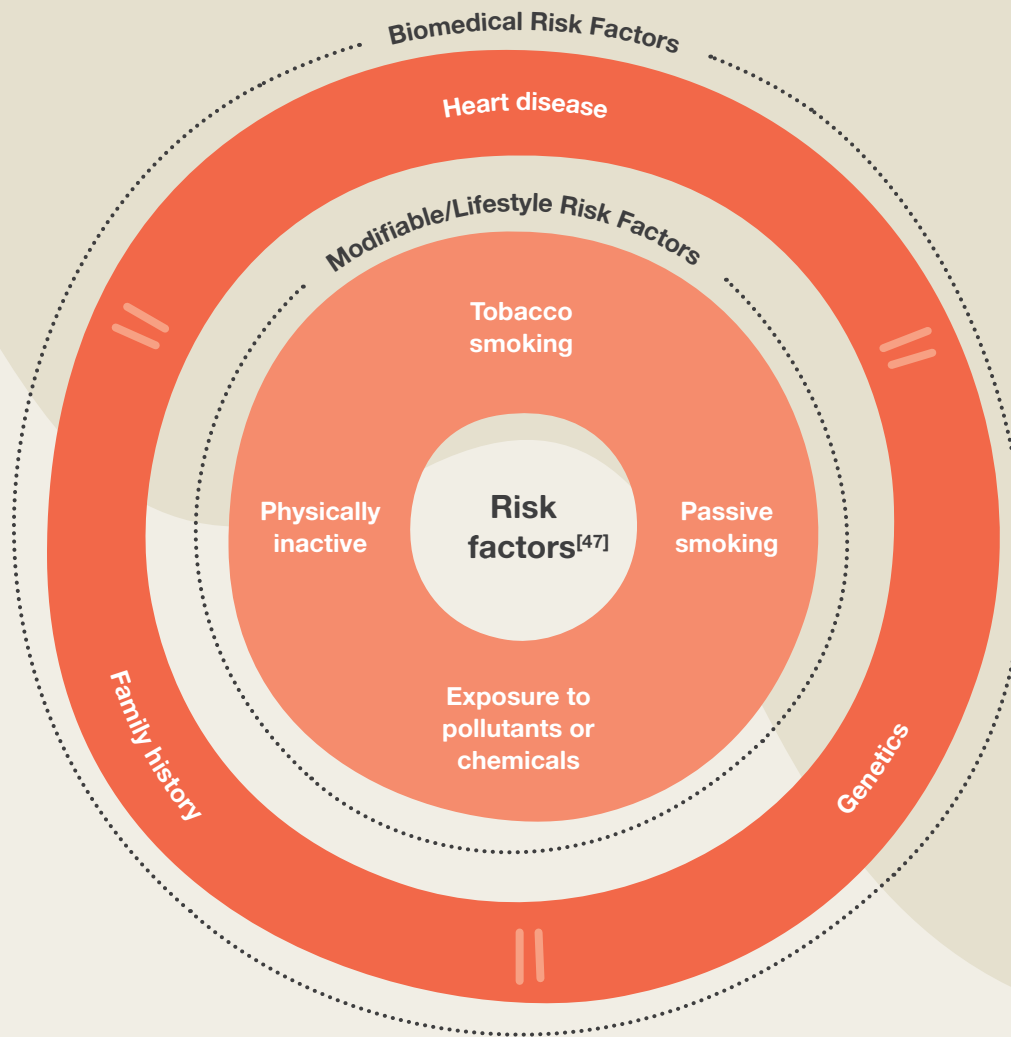 Biomedical Risk Factors
Heart disease
Modifiable/Lifestyle Risk Factors
Tobacco
smoking
Physically
inactive
Risk
factors[47]
Passive
smoking
Exposure to
pollutants or
chemicals
Family history
Genetics